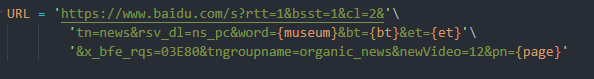 URL = 'https://www.baidu.com/s?rtt=1&bsst=1&cl=2&'\
'tn=news&rsv_dl=ns_pc&word={museum}&bt={bt}&et={et}'\
'&x_bfe_rqs=03E80&tngroupname=organic_news&newVideo=12&pn={page}'